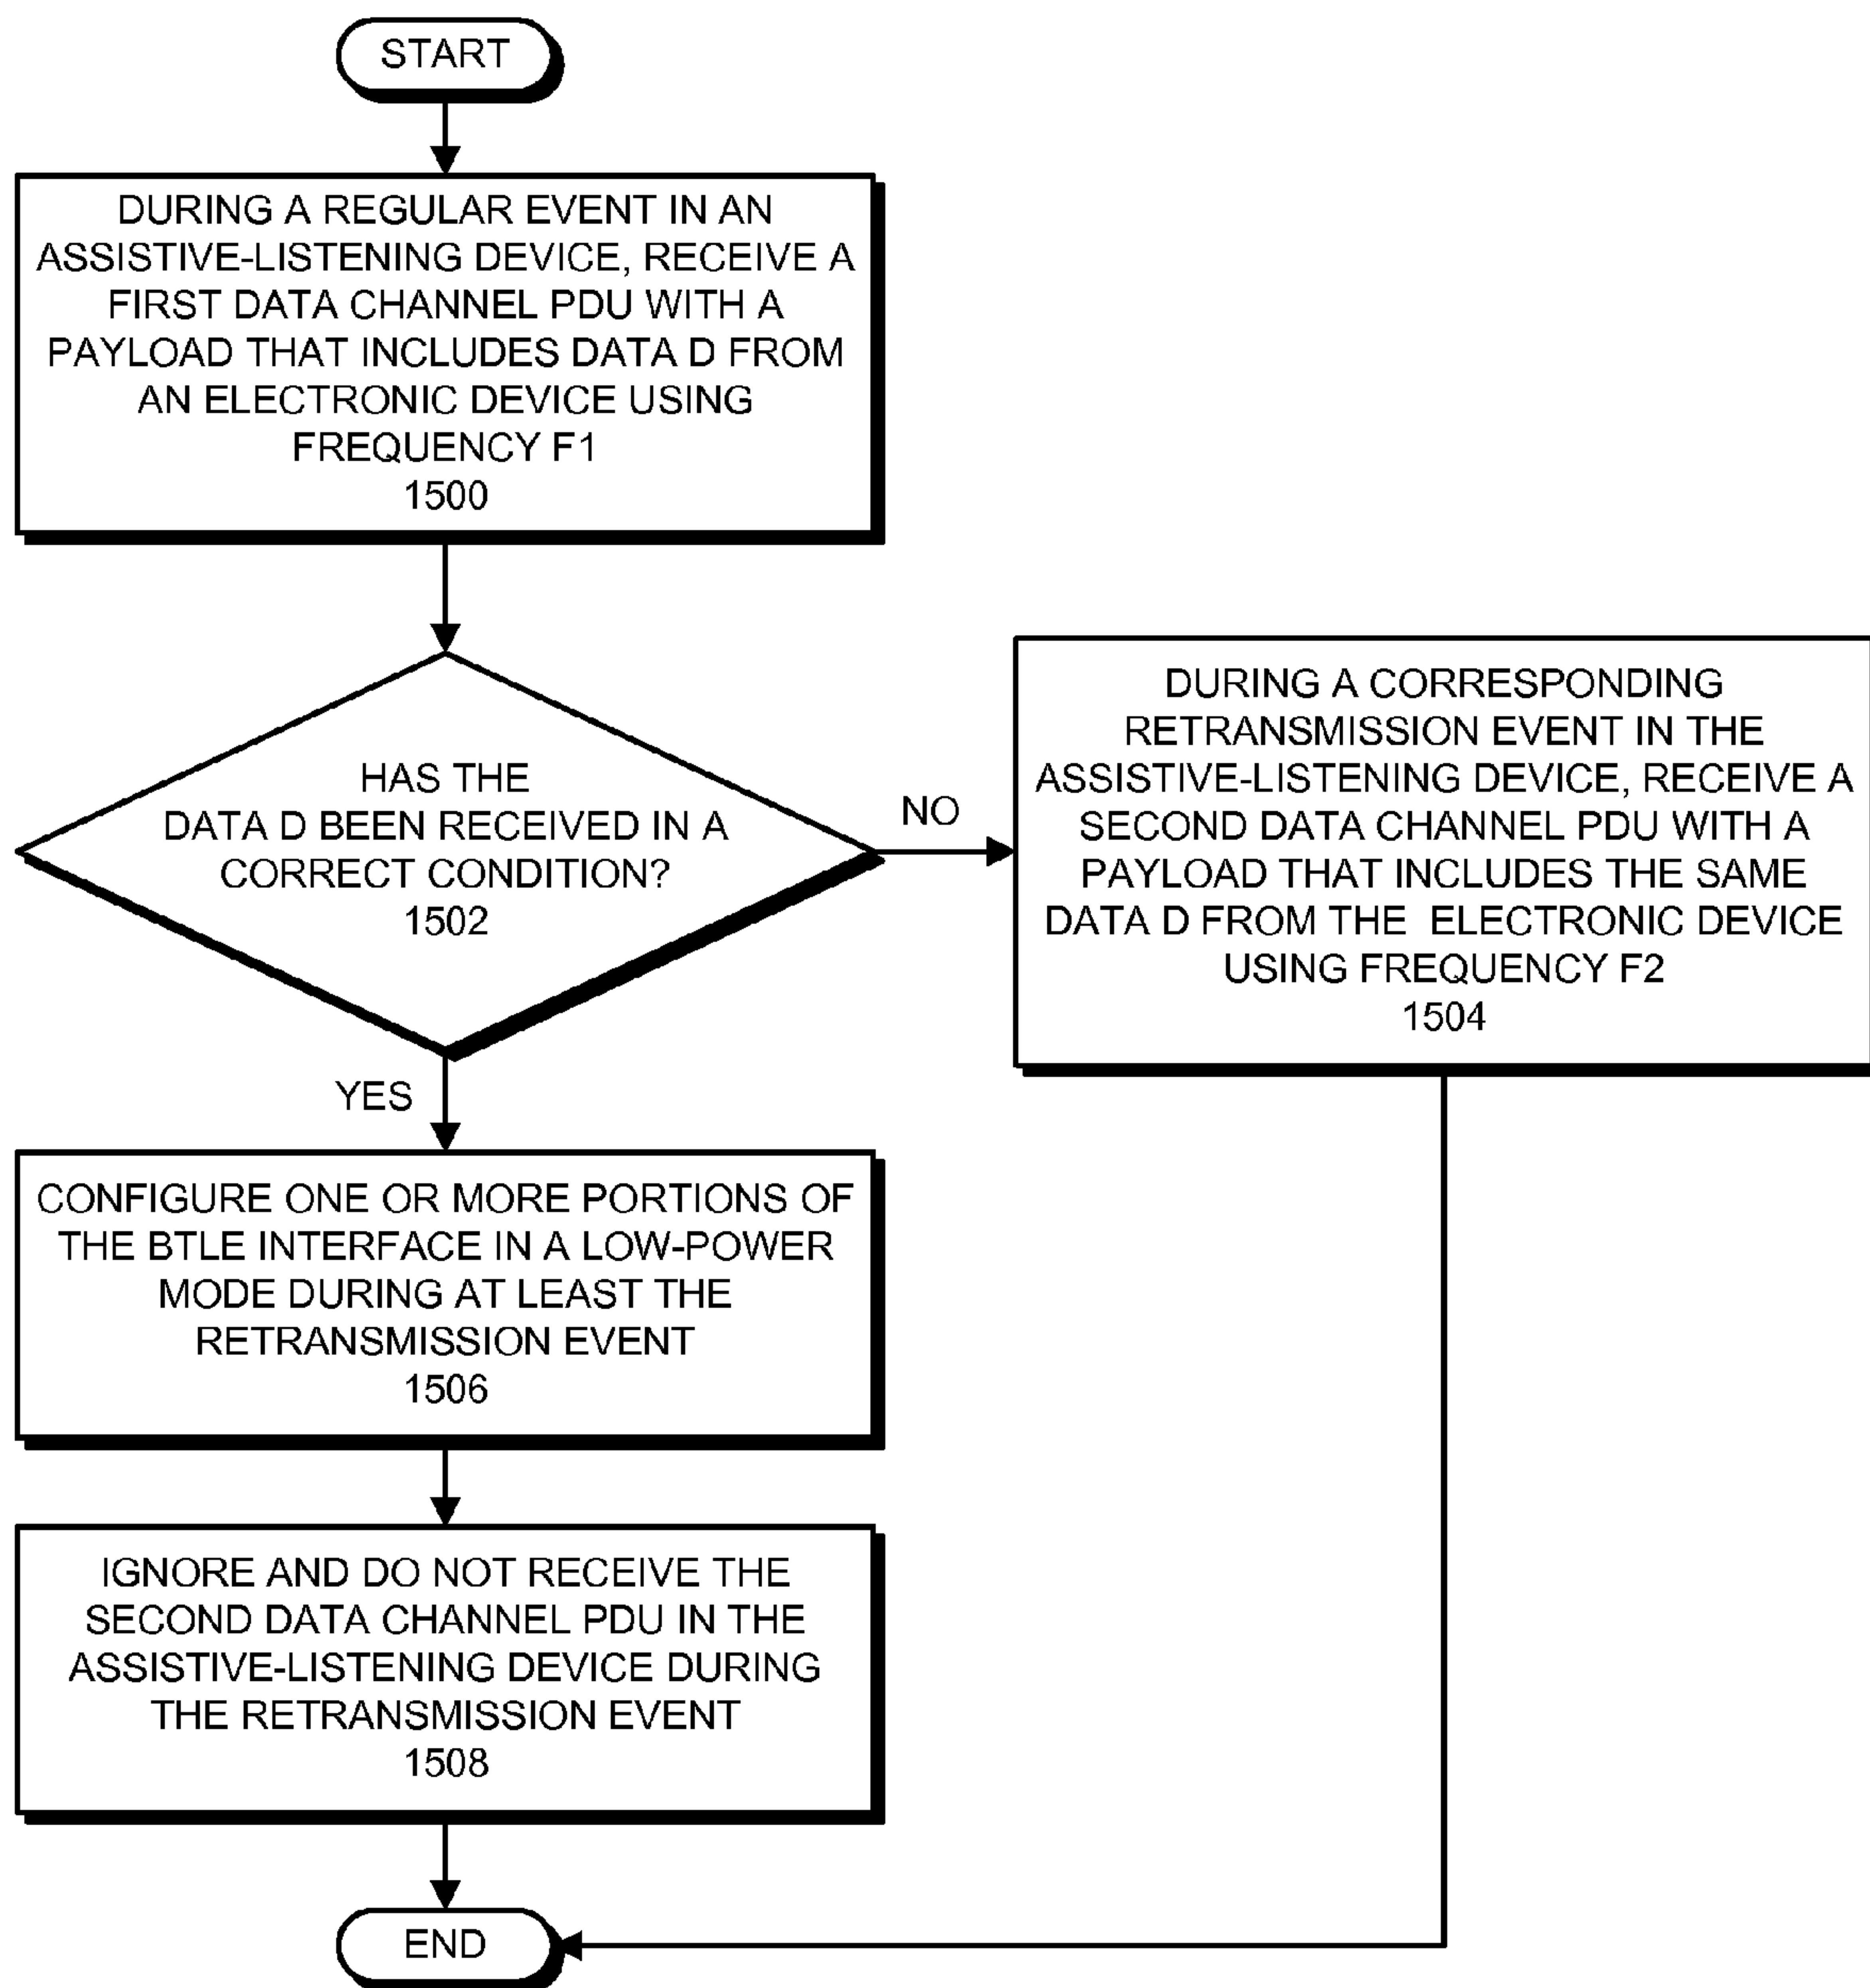 START
DURING A REGULAR EVENT IN AN
ASSISTIVE-LISTENING DEVICE, RECEIVE A
FIRST DATA CHANNEL PDU WITH A
PAYLOAD THAT INCLUDES DATA D FROM
AN ELECTRONIC DEVICE USING
FREQUENCY F1
1500
HAS THE
DATA D BEEN RECEIVED IN A
CORRECT CONDITION?
1502
NO
DURING A CORRESPONDING
RETRANSMISSION EVENT IN THE
ASSISTIVE-LISTENING DEVICE, RECEIVE A
SECOND DATA CHANNEL PDU WITH A
PAYLOAD THAT INCLUDES THE SAME
DATA D FROM THE ELECTRONIC DEVICE
USING FREQUENCY F2
1504
YES
CONFIGURE ONE OR MORE PORTIONS OF
THE BTLE INTERFACE IN A LOW-POWER
MODE DURING AT LEAST THE
RETRANSMISSION EVENT
1506
IGNORE AND DO NOT RECEIVE THE
SECOND DATA CHANNEL PDU IN THE
ASSISTIVE-LISTENING DEVICE DURING
THE RETRANSMISSION EVENT
1508
END